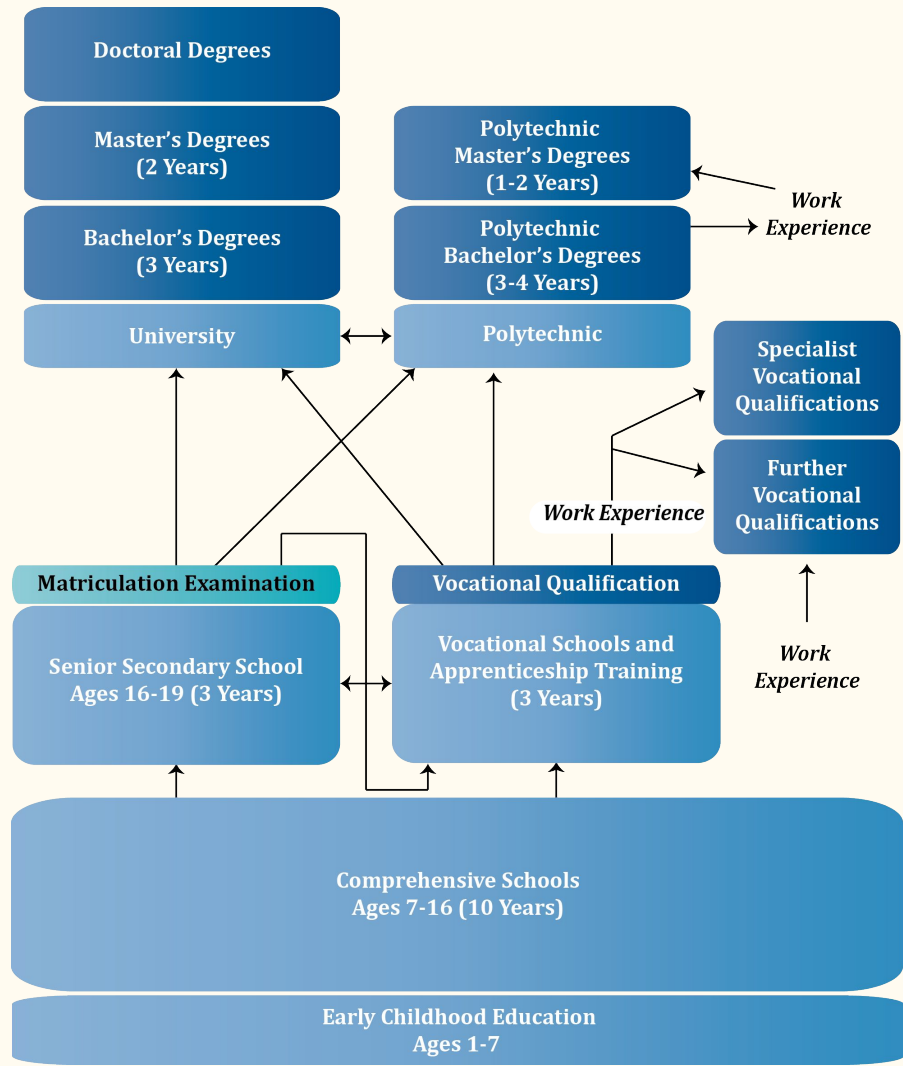 Doctoral Degrees
Master's Degrees
(2 Years)
Polytechnic
Master's Degrees
(1-2 Years)
Work
Experience
Bachelor's Degrees
(3 Years)
Polytechnic
Bachelor's Degrees
(3-4 Years)
University
Polytechnic
Specialist
Vocational
Qualifications
Further
Vocational
Qualifications
Work Experience
Matriculation Examination
Vocational Qualification
Senior Secondary School
Ages 16-19 (3 Years)
Vocational Schools and
Apprenticeship Training
(3 Years)
Work
Experience
Comprehensive Schools
Ages 7-16 (10 Years)
Early Childhood Education
Ages 1-7